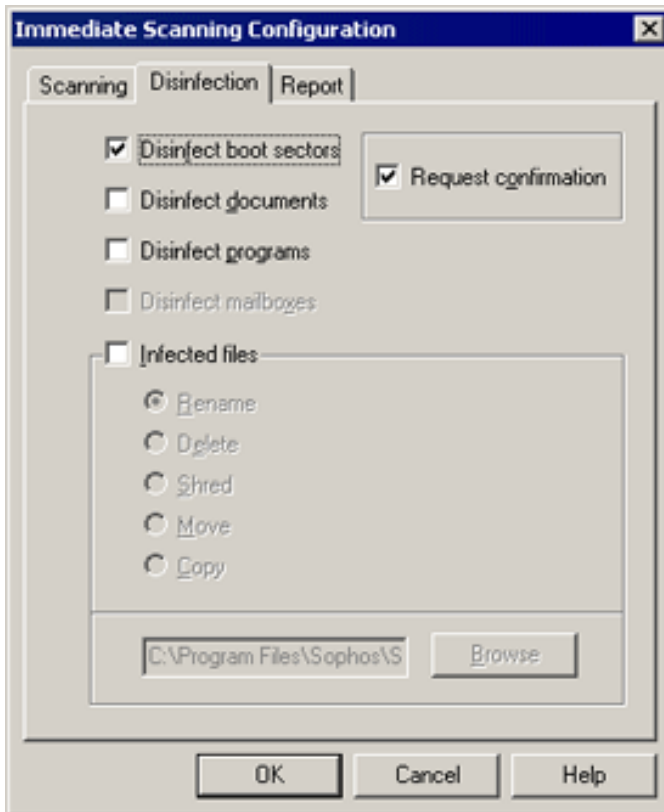 Immediate Scanning Configuration
Scanning Disinfection Report
Disinfect boot sectors
Request confirmation
Disinfect documents
Disinfect programs
Disinfect mailboxes
Infected files
Rename
Delete
Shred
Move
Copy
C:\Program Files\Sophos\S Browse
OK Cancel Help